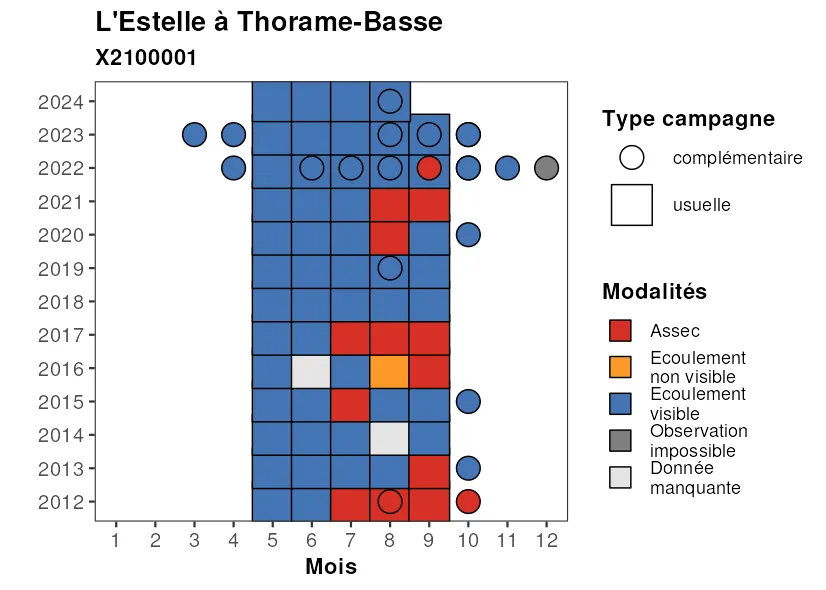 L'Estelle à Thorame-Basse
X2100001
2024
2023
2022
2021
2020
2019
2018
2017
2016
2015
2014
2013
2012
1 2 3 4 5 6 7 8 9 10 11 12
Mois
Type campagne
complémentaire
usuelle
Modalités
Assec
Ecoulement
non visible
Ecoulement
visible
Observation
impossible
Donnée
manquante